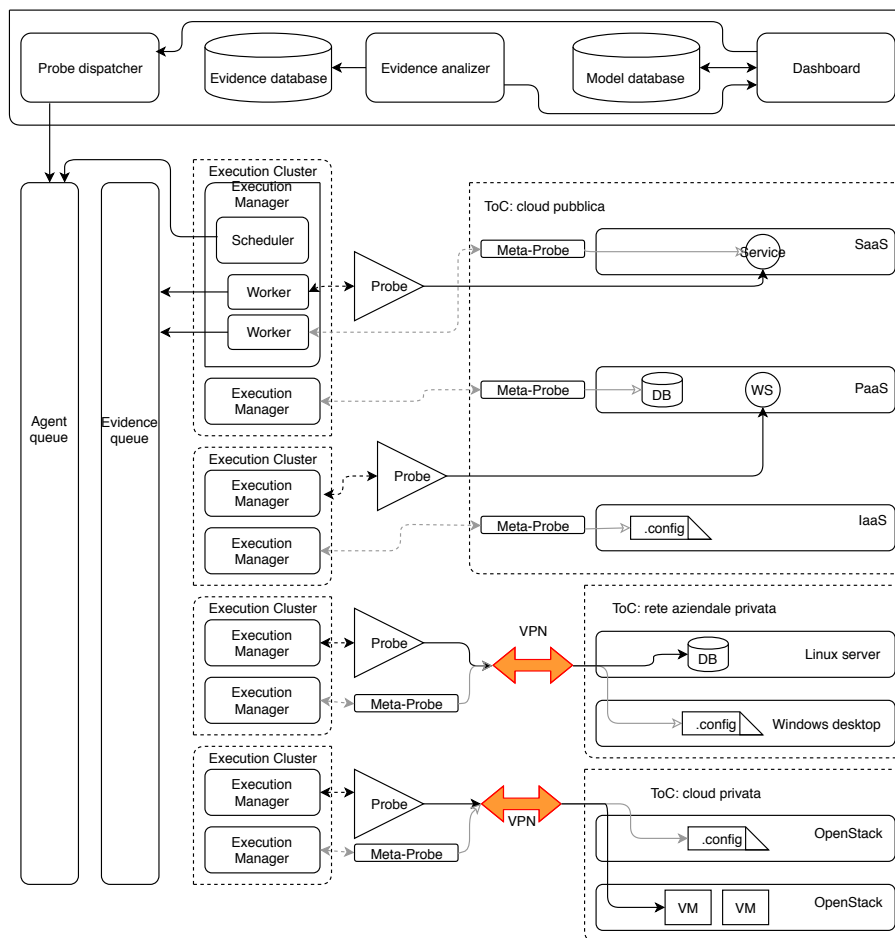 Probe dispatcher
Evidence database
Evidence analizer
Model database
Dashboard
Agent
queue
Evidence
queue
Execution Cluster
Execution
Manager
Scheduler
Worker
Worker
Execution
Manager
Probe
ToC: cloud pubblica
Meta-Probe
Service
SaaS
Meta-Probe
DB
WS
PaaS
Execution Cluster
Execution
Manager
Execution
Manager
Probe
Meta-Probe
.config
IaaS
Execution Cluster
Execution
Manager
Execution
Manager
Probe
Meta-Probe
VPN
ToC: rete aziendale privata
DB
Linux server
.config
Windows desktop
Execution Cluster
Execution
Manager
Execution
Manager
Probe
Meta-Probe
VPN
ToC: cloud privata
.config
OpenStack
VM
VM
OpenStack